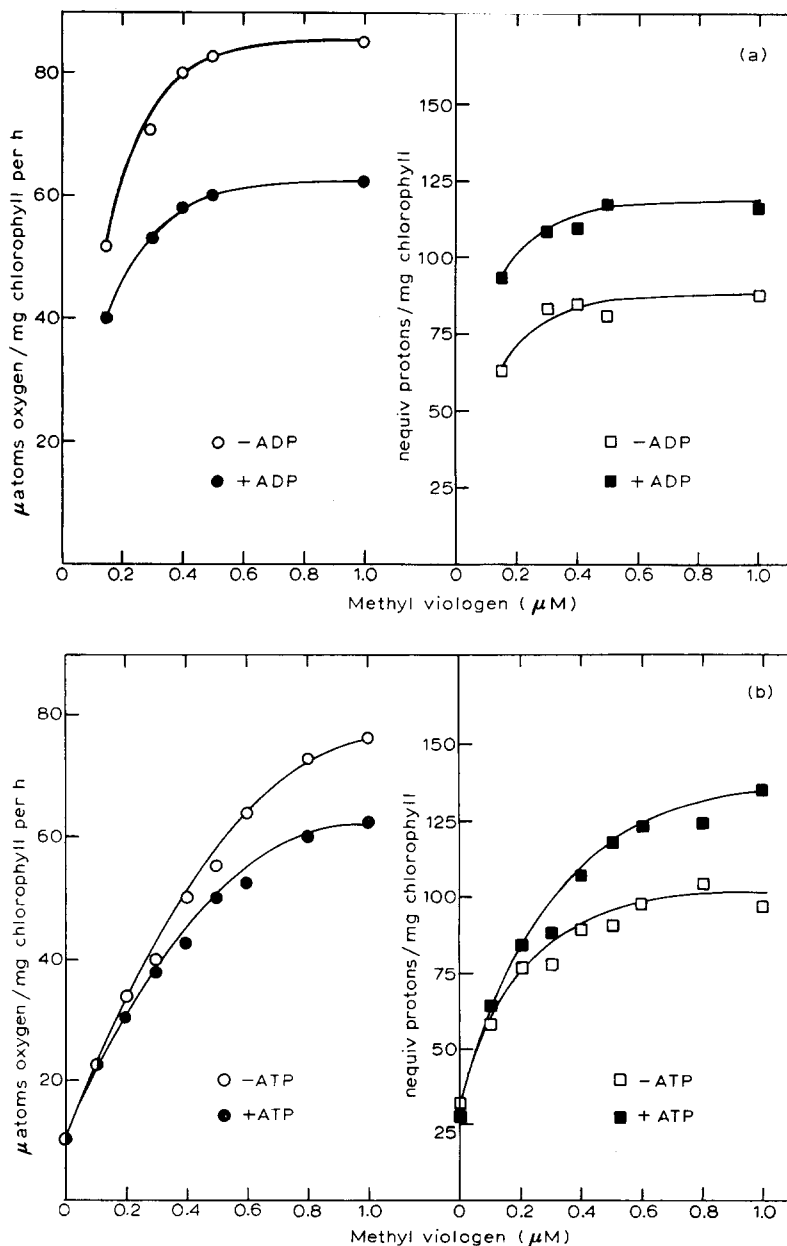 (a)
μatoms oxygen/mg chlorophyll per h
80
60
40
20
○ -ADP
● +ADP
0 0.2 0.4 0.6 0.8 1.0
nequiv protons/mg chlorophyll
150
125
100
75
50
25
□ -ADP
■ +ADP
0 0.2 0.4 0.6 0.8 1.0
Methyl viologen (μM)
(b)
μatoms oxygen/mg chlorophyll per h
80
60
40
20
○ -ATP
● +ATP
0 0.2 0.4 0.6 0.8 1.0
nequiv protons/mg chlorophyll
150
125
100
75
50
25
□ -ATP
■ +ATP
0 0.2 0.4 0.6 0.8 1.0
Methyl viologen (μM)